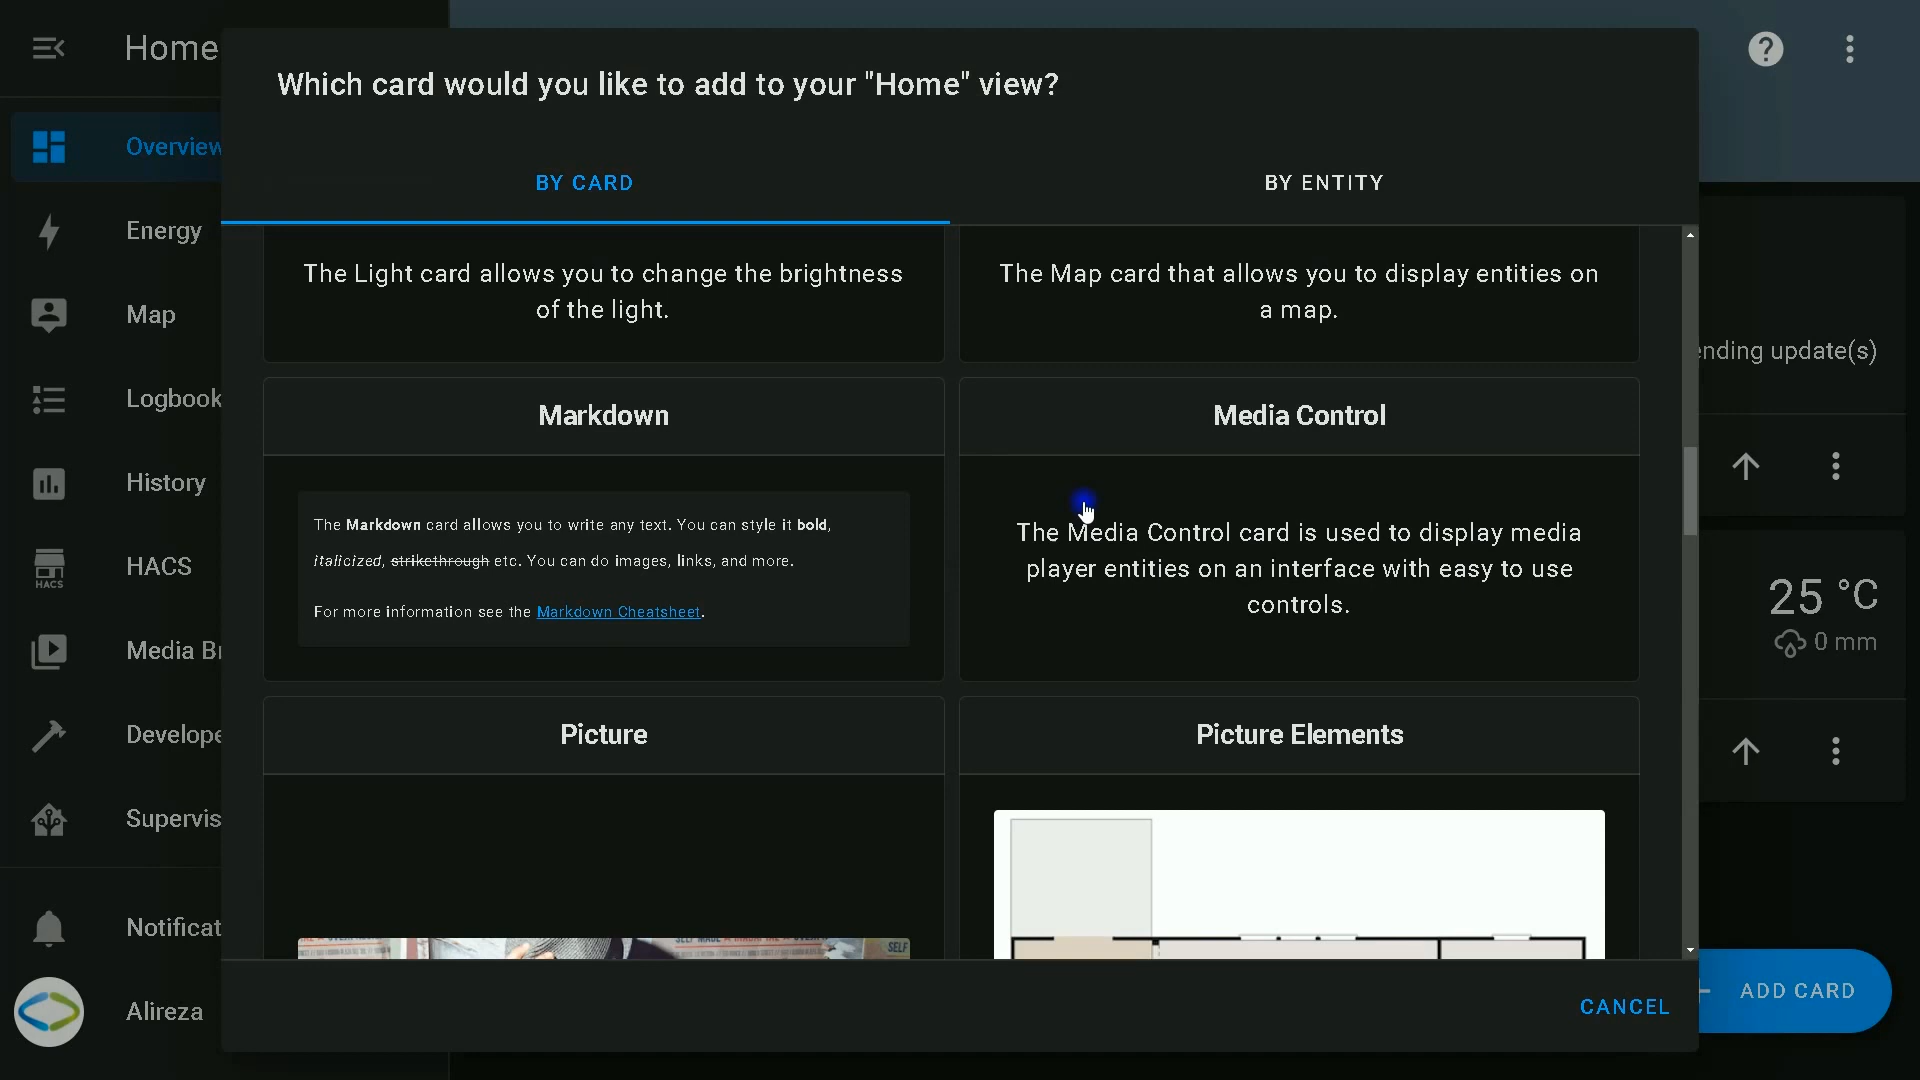 Home
Which card would you like to add to your "Home" view?
BY CARD
BY ENTITY
Overview
Energy
Map
Logbook
History
HACS
HACS
Media Br
Develope
Supervis
Notificat
Alireza
The Light card allows you to change the brightness
of the light.
The Map card that allows you to display entities on
a map.
Markdown
The Markdown card allows you to write any text. You can style it bold,
italicized, strikethrough etc. You can do images, links, and more.
For more information see the Markdown Cheatsheet.
Media Control
The Media Control card is used to display media
player entities on an interface with easy to use
controls.
Picture
SELF
Picture Elements
ending update(s)
25 °C
0 mm
CANCEL
ADD CARD